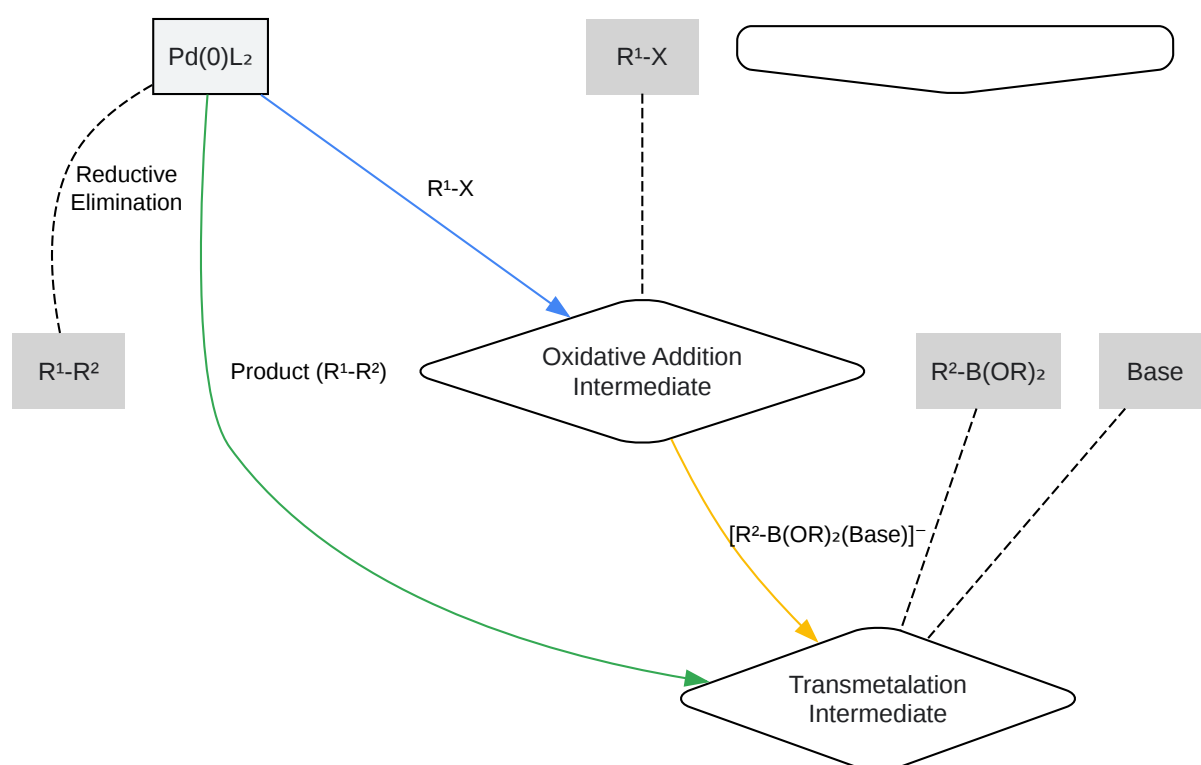 Pd(0)L₂
R¹-X
Reductive
Elimination
R¹-X
R¹-R²
Product (R¹-R²)
Oxidative Addition
Intermediate
R²-B(OR)₂
Base
[R²-B(OR)₂(Base)]⁻
Transmetalation
Intermediate